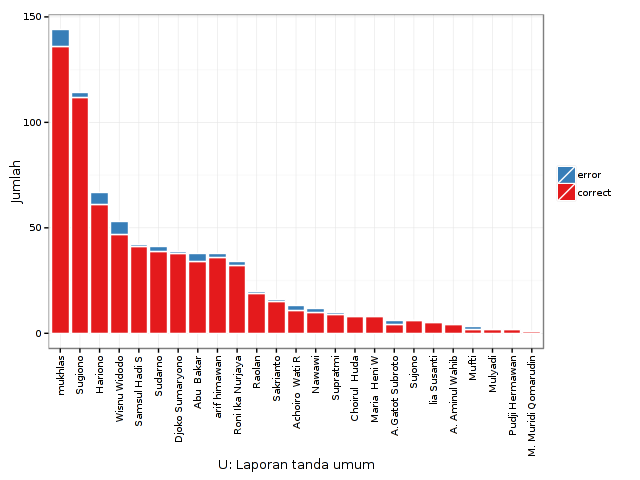 150
100
50
0
Jumlah
error
correct
mukhlas
Sugiono
Hariono
Wisnu Widodo
Samsul Hadi S
Sudarno
Djoko Sumaryono
Abu Bakar
arif himawan
Roni Ika Nurjaya
Raolan
Sakrianto
Achoiro Wati R
Nawawi
Supratmi
Choirul Huda
Maria Heni W
A.Gatot Subroto
Sujono
Iia Susanti
A. Aminul Wahib
Mufti
Mulyadi
Pudji Hermawan
M. Muridi Qomarudin
U: Laporan tanda umum